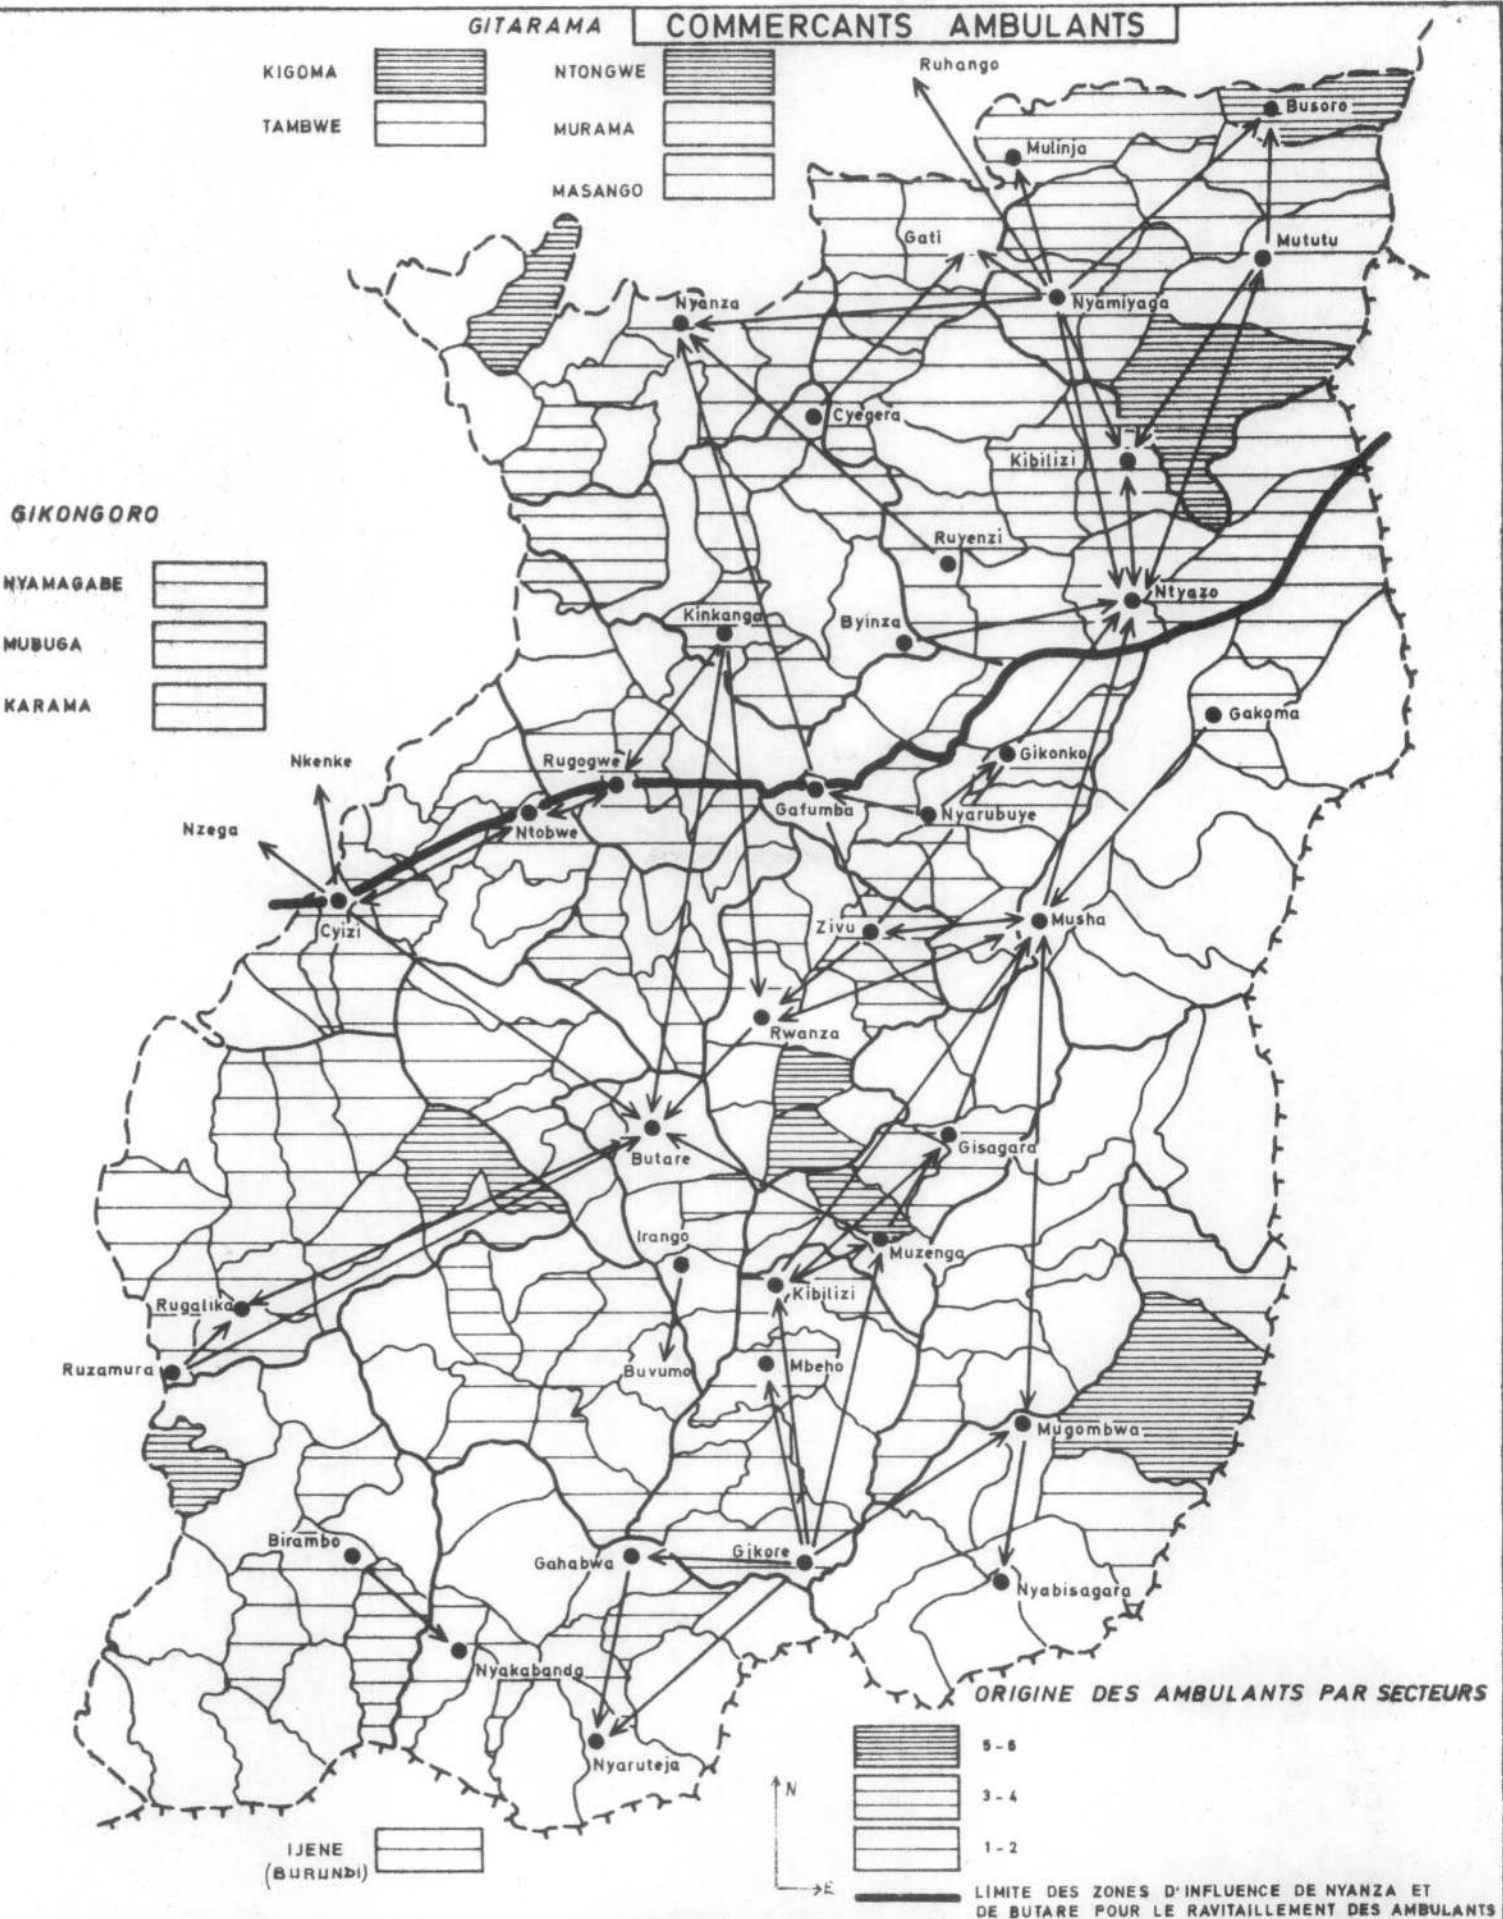 GITARAMA
COMMERCANTS AMBULANTS
KIGOMA
NTONGWE
TAMBWE
MURAMA
MASANGO
Ruhango
Busoro
Mulinja
Gati
Mututu
Nyanza
Nyamiyaga
Cyegera
Kibilizi
GIKONGORO
Ruyenzi
NYAMAGABE
Ntyazo
Kinkanga
Byinza
MUBUGA
KARAMA
Gakoma
Nkenke
Rugogwe
Gikonko
Nzega
Ntobwe
Gafumba
Nyarubuye
Cyizi
Zivu
Musha
Rwanza
Butare
Gisagara
Irango
Muzenga
Rugalika
Kibilizi
Ruzamura
Buvumo
Mbeho
Mugombwa
Birambo
Gahabwa
Gikore
Nyabisagara
Nyakabanda
ORIGINE DES AMBULANTS PAR SECTEURS
Nyaruteja
5-6
N
3-4
IJENE
(BURUNDI)
1-2
E
LIMITE DES ZONES D'INFLUENCE DE NYANZA ET
DE BUTARE POUR LE RAVITAILLEMENT DES AMBULANTS